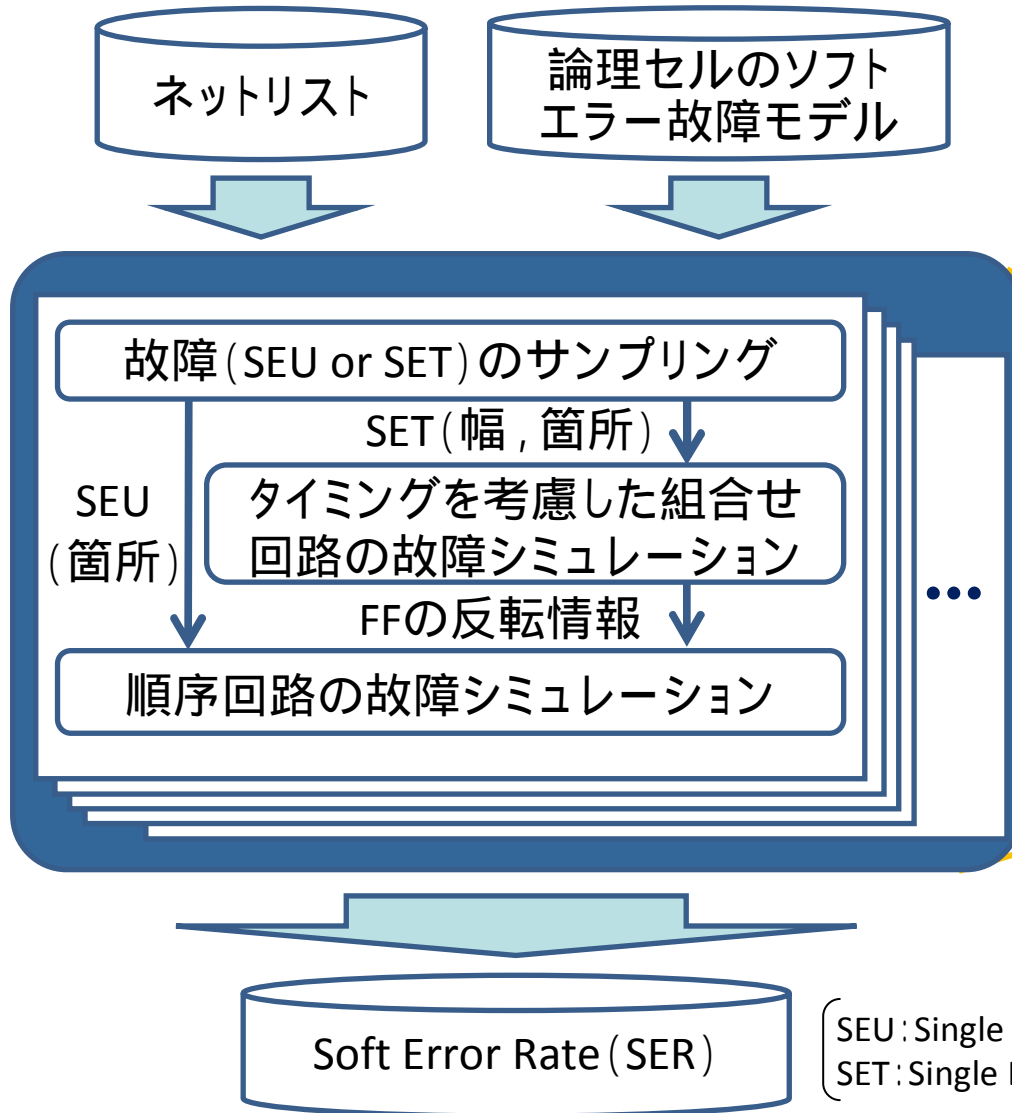 ネットリスト
論理セルのソフト
エラー故障モデル
故障(SEU or SET)のサンプリング
SET(幅,箇所)
SEU
(箇所)
タイミングを考慮した組合せ
回路の故障シミュレーション
FFの反転情報
順序回路の故障シミュレーション
•••
Soft Error Rate(SER)
SEU:Single
SET:Single